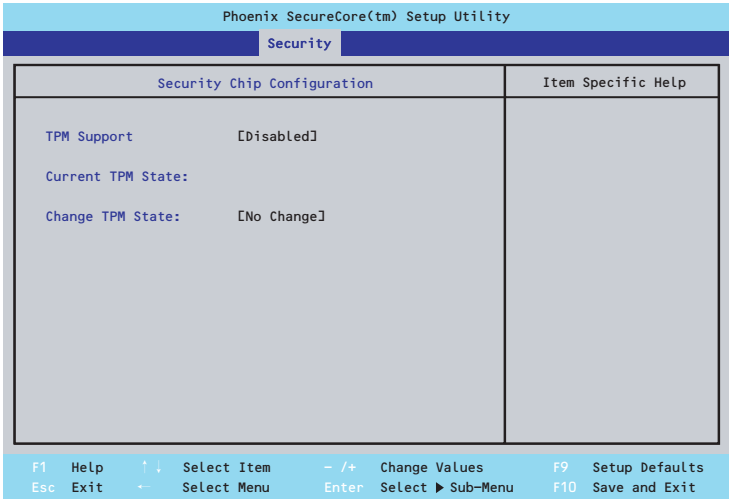 Phoenix SecureCore(tm) Setup Utility
Security
Security Chip Configuration
Item Specific Help
TPM Support [Disabled]
Current TPM State:
Change TPM State: [No Change]
F1 Help ↑↓ Select Item - /+ Change Values F9 Setup Defaults
Esc Exit ← Select Menu Enter Select ▶ Sub-Menu F10 Save and Exit